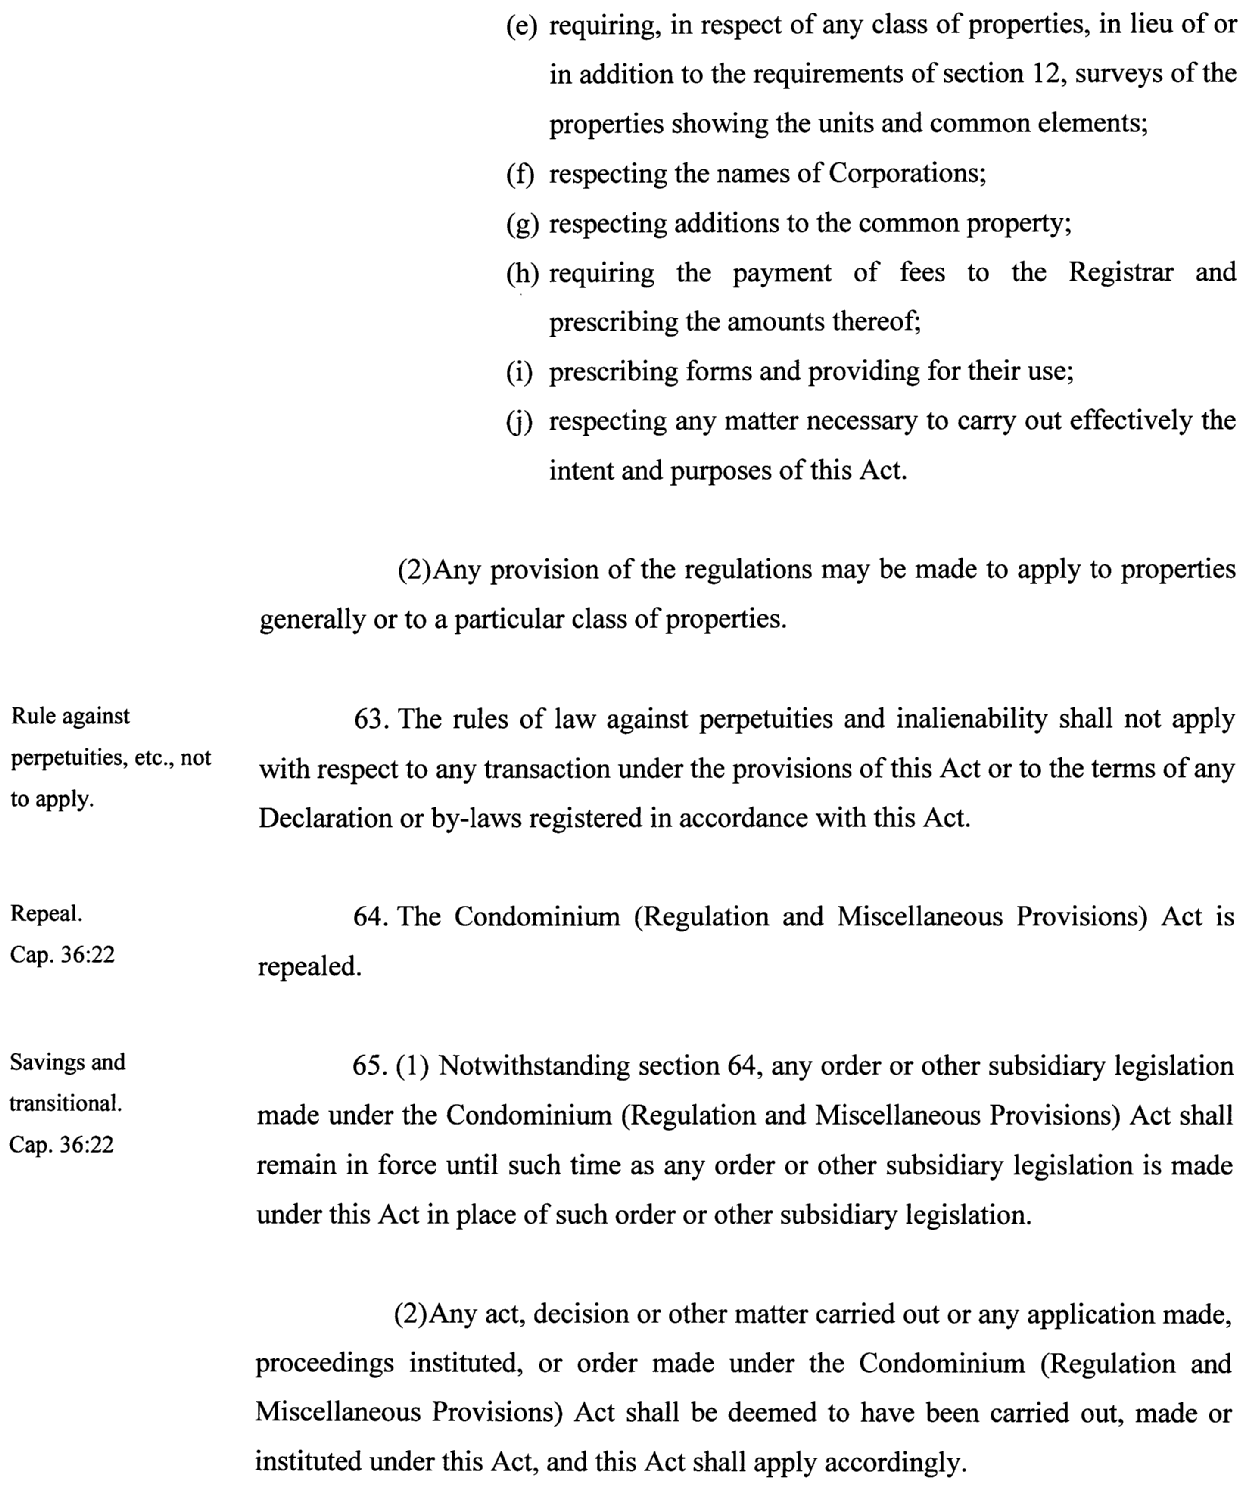 (e) requiring, in respect of any class of properties, in lieu of or
in addition to the requirements of section 12, surveys of the
properties showing the units and common elements;
(f) respecting the names of Corporations;
(g) respecting additions to the common property;
(h) requiring the payment of fees to the Registrar and
prescribing the amounts thereof;
(i) prescribing forms and providing for their use;
(j) respecting any matter necessary to carry out effectively the
intent and purposes of this Act.
(2)Any provision of the regulations may be made to apply to properties
generally or to a particular class of properties.
Rule against
perpetuities, etc., not
to apply.
63. The rules of law against perpetuities and inalienability shall not apply
with respect to any transaction under the provisions of this Act or to the terms of any
Declaration or by-laws registered in accordance with this Act.
Repeal.
Cap. 36:22
64. The Condominium (Regulation and Miscellaneous Provisions) Act is
repealed.
Savings and
transitional.
Cap. 36:22
65. (1) Notwithstanding section 64, any order or other subsidiary legislation
made under the Condominium (Regulation and Miscellaneous Provisions) Act shall
remain in force until such time as any order or other subsidiary legislation is made
under this Act in place of such order or other subsidiary legislation.
(2)Any act, decision or other matter carried out or any application made,
proceedings instituted, or order made under the Condominium (Regulation and
Miscellaneous Provisions) Act shall be deemed to have been carried out, made or
instituted under this Act, and this Act shall apply accordingly.